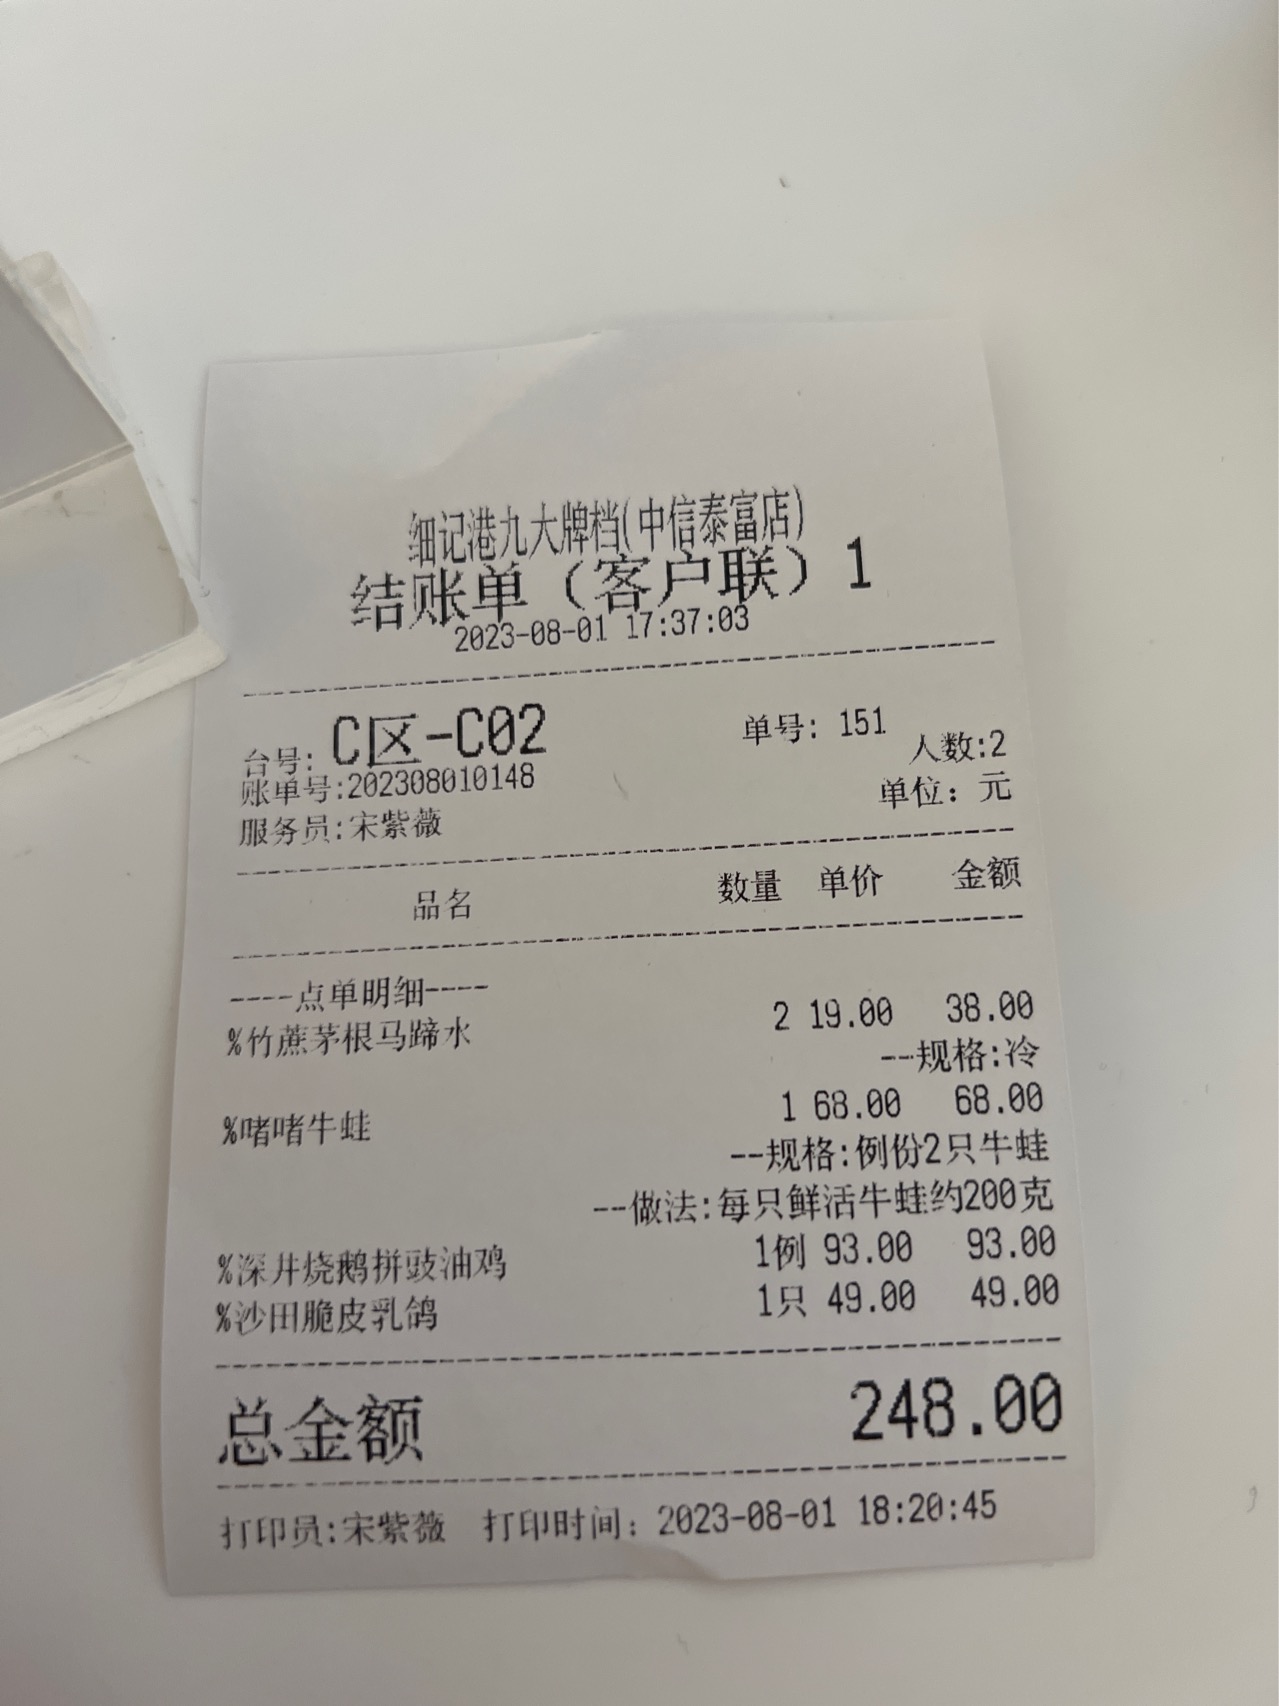 细记港九大牌档(中信泰富店)
结账单（客户联）1
2023-08-01 17:37:03
台号: C区-C02 单号: 151
人数:2
账单号:202308010148
单位: 元
服务员:宋紫薇
品名 数量 单价 金额
----点单明细----
%竹蔗茅根马蹄水 2 19.00 38.00
--规格:冷
%啫啫牛蛙 1 68.00 68.00
--规格:例份2只牛蛙
--做法:每只鲜活牛蛙约200克
%深井烧鹅拼豉油鸡 1例 93.00 93.00
%沙田脆皮乳鸽 1只 49.00 49.00
总金额 248.00
打印员:宋紫薇 打印时间: 2023-08-01 18:20:45